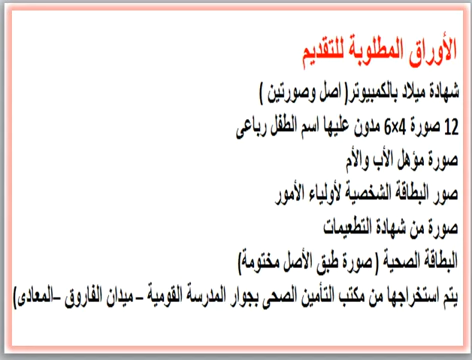 الأوراق المطلوبة للتقديم
شهادة ميلاد بالكمبيوتر( اصل وصورتين )
12 صورة 4×6 مدون عليها اسم الطفل رباعى
صورة مؤهل الأب والأم
صور البطاقة الشخصية لأولياء الأمور
صورة من شهادة التطعيمات
البطاقة الصحية ( صورة طبق الأصل مختومة)
يتم استخراجها من مكتب التأمين الصحى بجوار المدرسة القومية – ميدان الفاروق –المعادى)